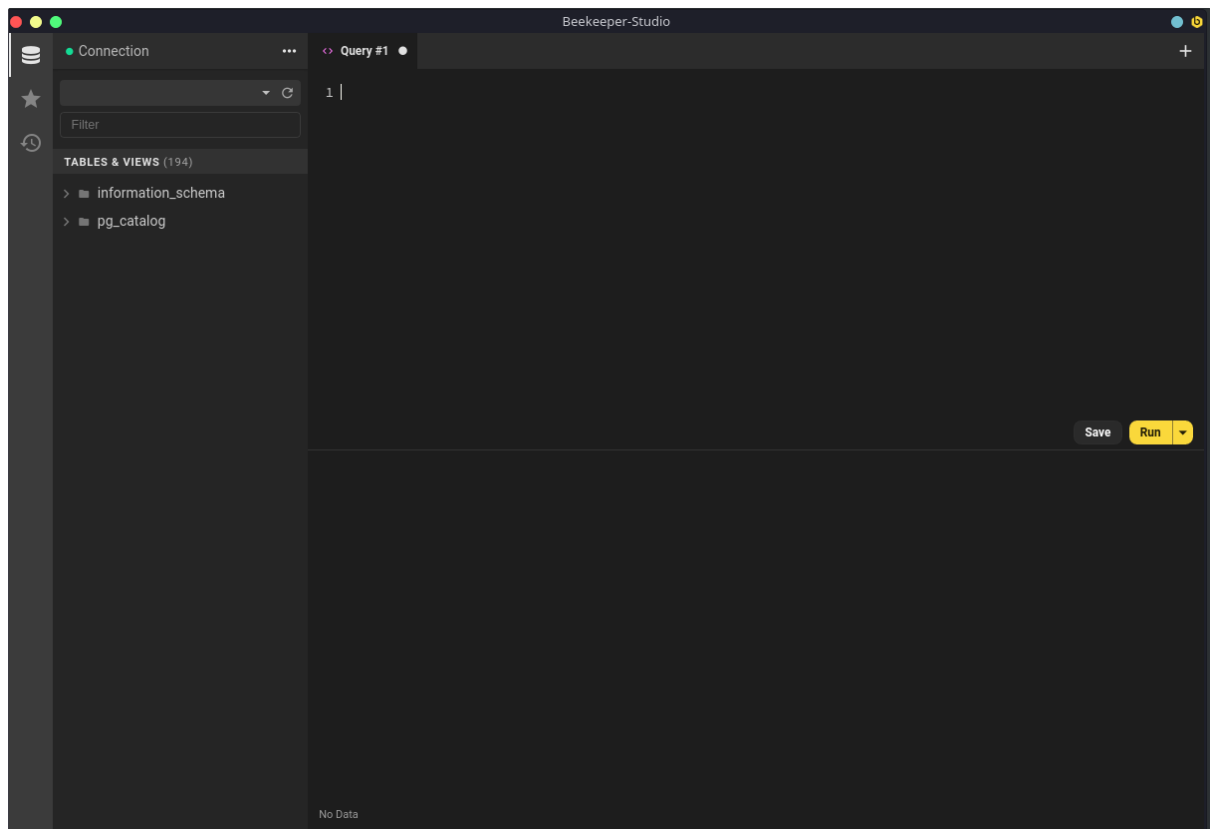 Beekeeper-Studio
Connection
Query #1
Filter
TABLES & VIEWS (194)
information_schema
pg_catalog
1
Save
Run
No Data